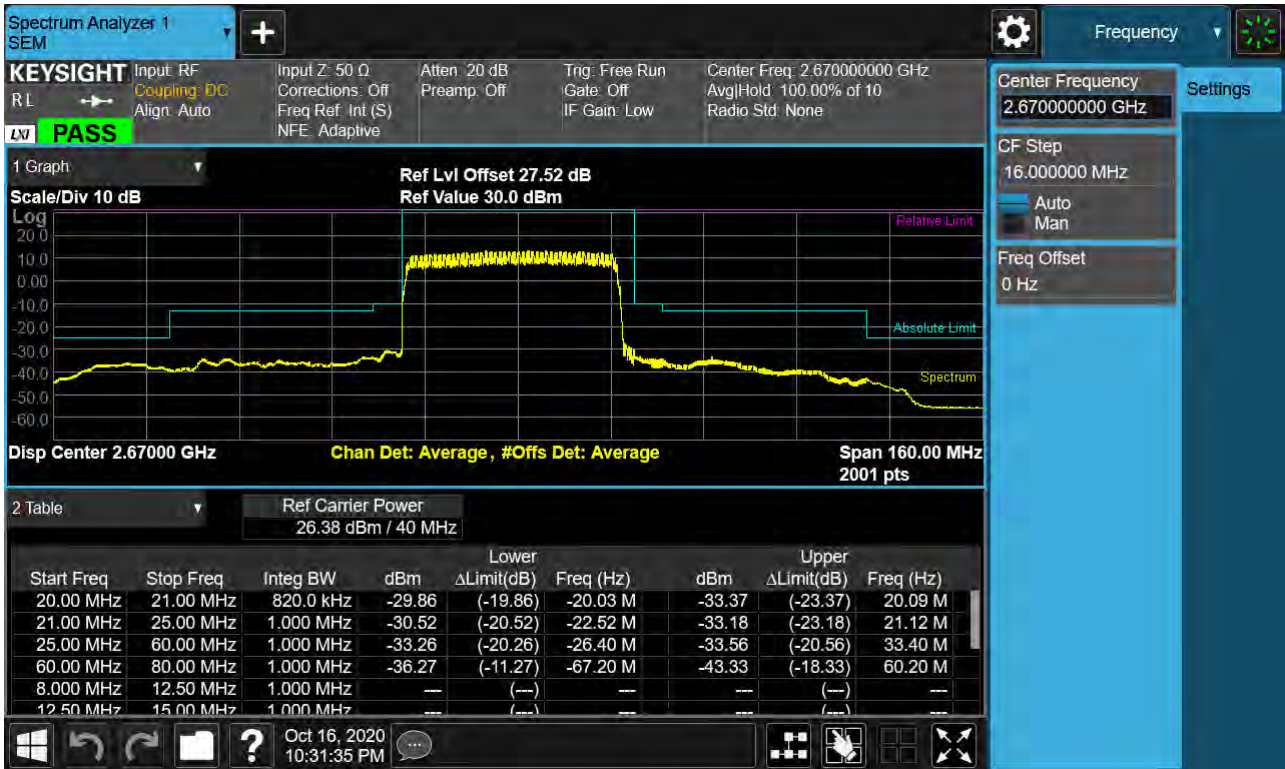 Spectrum Analyzer 1
SEM
+
Frequency
KEYSIGHT
R L
LXI PASS
Input: RF
Coupling: DC
Align: Auto
Input Z: 50 Ω
Corrections: Off
Freq Ref: Int (S)
NFE: Adaptive
Atten: 20 dB
Preamp: Off
Trig: Free Run
Gate: Off
IF Gain: Low
Center Freq: 2.670000000 GHz
Avg|Hold: 100.00% of 10
Radio Std: None
Center Frequency
2.670000000 GHz
Settings
CF Step
16.000000 MHz
Auto
Man
Freq Offset
0 Hz
1 Graph
Scale/Div 10 dB
Ref Lvl Offset 27.52 dB
Ref Value 30.0 dBm
Log
20.0
10.0
0.00
-10.0
-20.0
-30.0
-40.0
-50.0
-60.0
Relative Limit
Absolute Limit
Spectrum
Disp Center 2.67000 GHz
Chan Det: Average, #Offs Det: Average
Span 160.00 MHz
2001 pts
2 Table
Ref Carrier Power
26.38 dBm / 40 MHz
Lower Upper
Start Freq Stop Freq Integ BW dBm ΔLimit(dB) Freq (Hz) dBm ΔLimit(dB) Freq (Hz)
20.00 MHz 21.00 MHz 820.0 kHz -29.86 (-19.86) -20.03 M -33.37 (-23.37) 20.09 M
21.00 MHz 25.00 MHz 1.000 MHz -30.52 (-20.52) -22.52 M -33.18 (-23.18) 21.12 M
25.00 MHz 60.00 MHz 1.000 MHz -33.26 (-20.26) -26.40 M -33.56 (-20.56) 33.40 M
60.00 MHz 80.00 MHz 1.000 MHz -36.27 (-11.27) -67.20 M -43.33 (-18.33) 60.20 M
8.000 MHz 12.50 MHz 1.000 MHz --- (---) --- --- (---) ---
12.50 MHz 15.00 MHz 1.000 MHz --- (---) --- --- (---) ---
?
Oct 16, 2020
10:31:35 PM